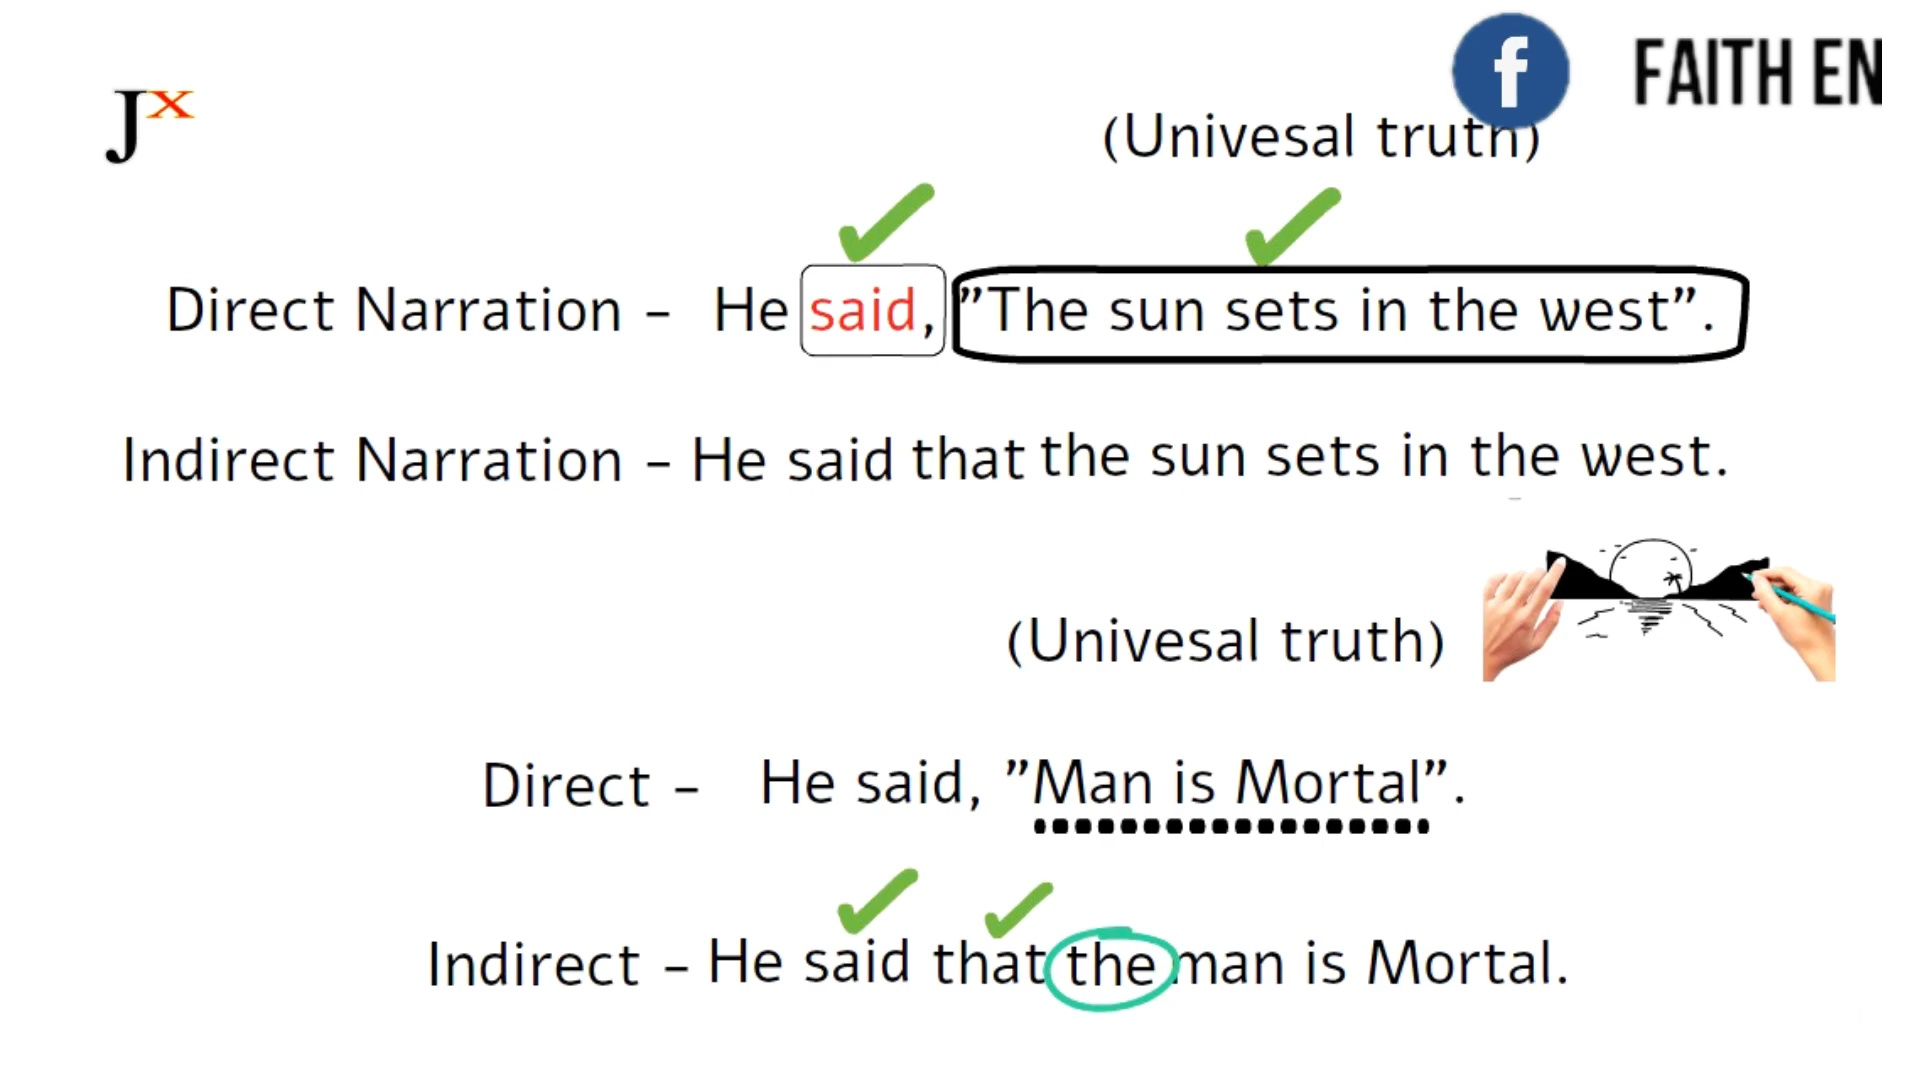 f FAITH EN
Jx
(Univesal truth)
Direct Narration - He said, ”The sun sets in the west”.
Indirect Narration - He said that the sun sets in the west.
(Univesal truth)
Direct - He said, ”Man is Mortal”.
Indirect - He said that the man is Mortal.